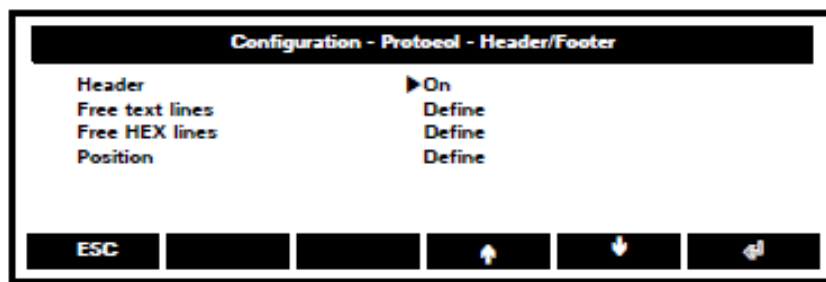 Configuration - Protocol - Header/Footer
Header ▶On
Free text lines Define
Free HEX lines Define
Position Define
ESC